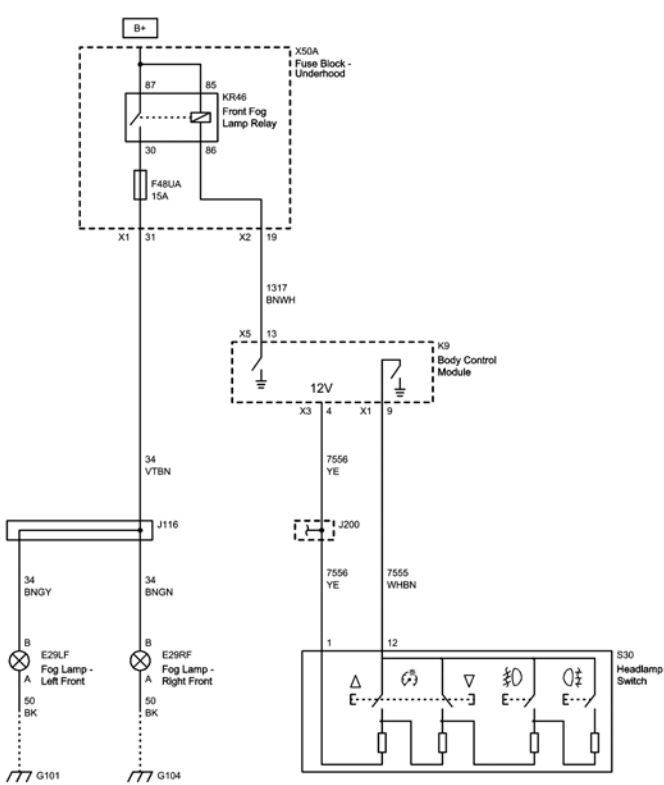 B+
X50A
Fuse Block -
Underhood
87
85
KR46
Front Fog
Lamp Relay
30
86
F48UA
15A
X1
31
X2
19
1317
BNWH
X5
13
K9
Body Control
Module
12V
X3
4
X1
9
34
VTBN
7556
YE
J116
J200
34
BNGY
34
BNGN
7556
YE
7555
WHBN
B
E29LF
Fog Lamp -
Left Front
A
B
E29RF
Fog Lamp -
Right Front
A
1
12
S30
Headlamp
Switch
50
BK
50
BK
G101
G104